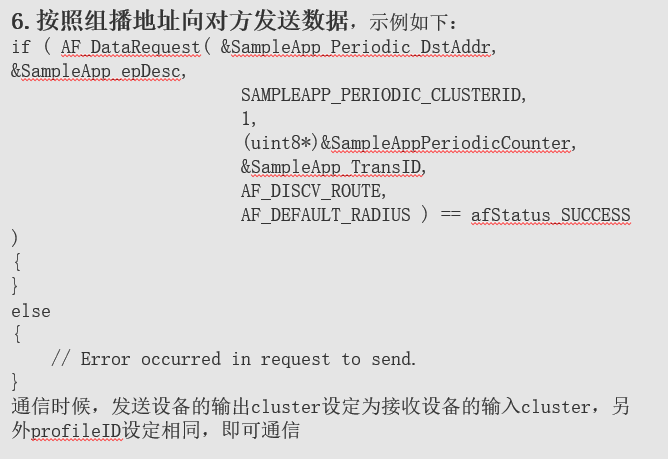 6. 按照组播地址向对方发送数据，示例如下：
if ( AF_DataRequest( &SampleApp_Periodic_DstAddr,
&SampleApp_epDesc,
SAMPLEAPP_PERIODIC_CLUSTERID,
1,
(uint8*)&SampleAppPeriodicCounter,
&SampleApp_TransID,
AF_DISCV_ROUTE,
AF_DEFAULT_RADIUS ) == afStatus_SUCCESS
)
{
}
else
{
// Error occurred in request to send.
}
通信时候，发送设备的输出cluster设定为接收设备的输入cluster，另
外profileID设定相同，即可通信